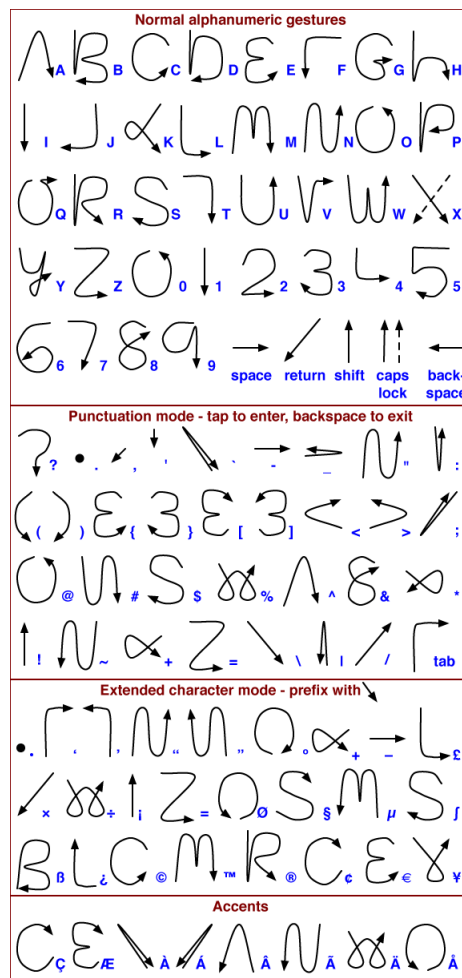 Normal alphanumeric gestures
A B C D E F G H
I J K L M N O P
Q R S T U V W X
Y Z 0 1 2 3 4 5
6 7 8 9 space return shift caps lock back-space
Punctuation mode - tap to enter, backspace to exit
? . , ' ` - _ " :
( ) { } [ ] < > ;
@ # $ % ^ & *
! ~ + = \ | / tab
Extended character mode - prefix with
. ‘ ’ “ ” ° + – £
× ÷ ¡ = Ø § µ ∫
ß ¿ © ™ ® ¢ € ¥
Accents
Ç Æ À Á Â Ã Ä Å